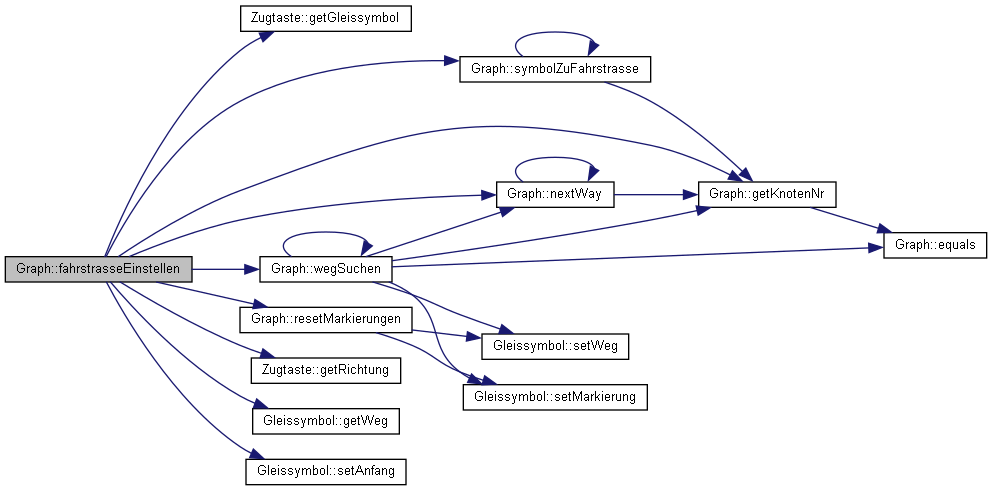 Zugtaste::getGleissymbol
Graph::symbolZuFahrstrasse
Graph::nextWay
Graph::getKnotenNr
Graph::equals
Graph::fahrstrasseEinstellen
Graph::wegSuchen
Graph::resetMarkierungen
Gleissymbol::setWeg
Zugtaste::getRichtung
Gleissymbol::setMarkierung
Gleissymbol::getWeg
Gleissymbol::setAnfang